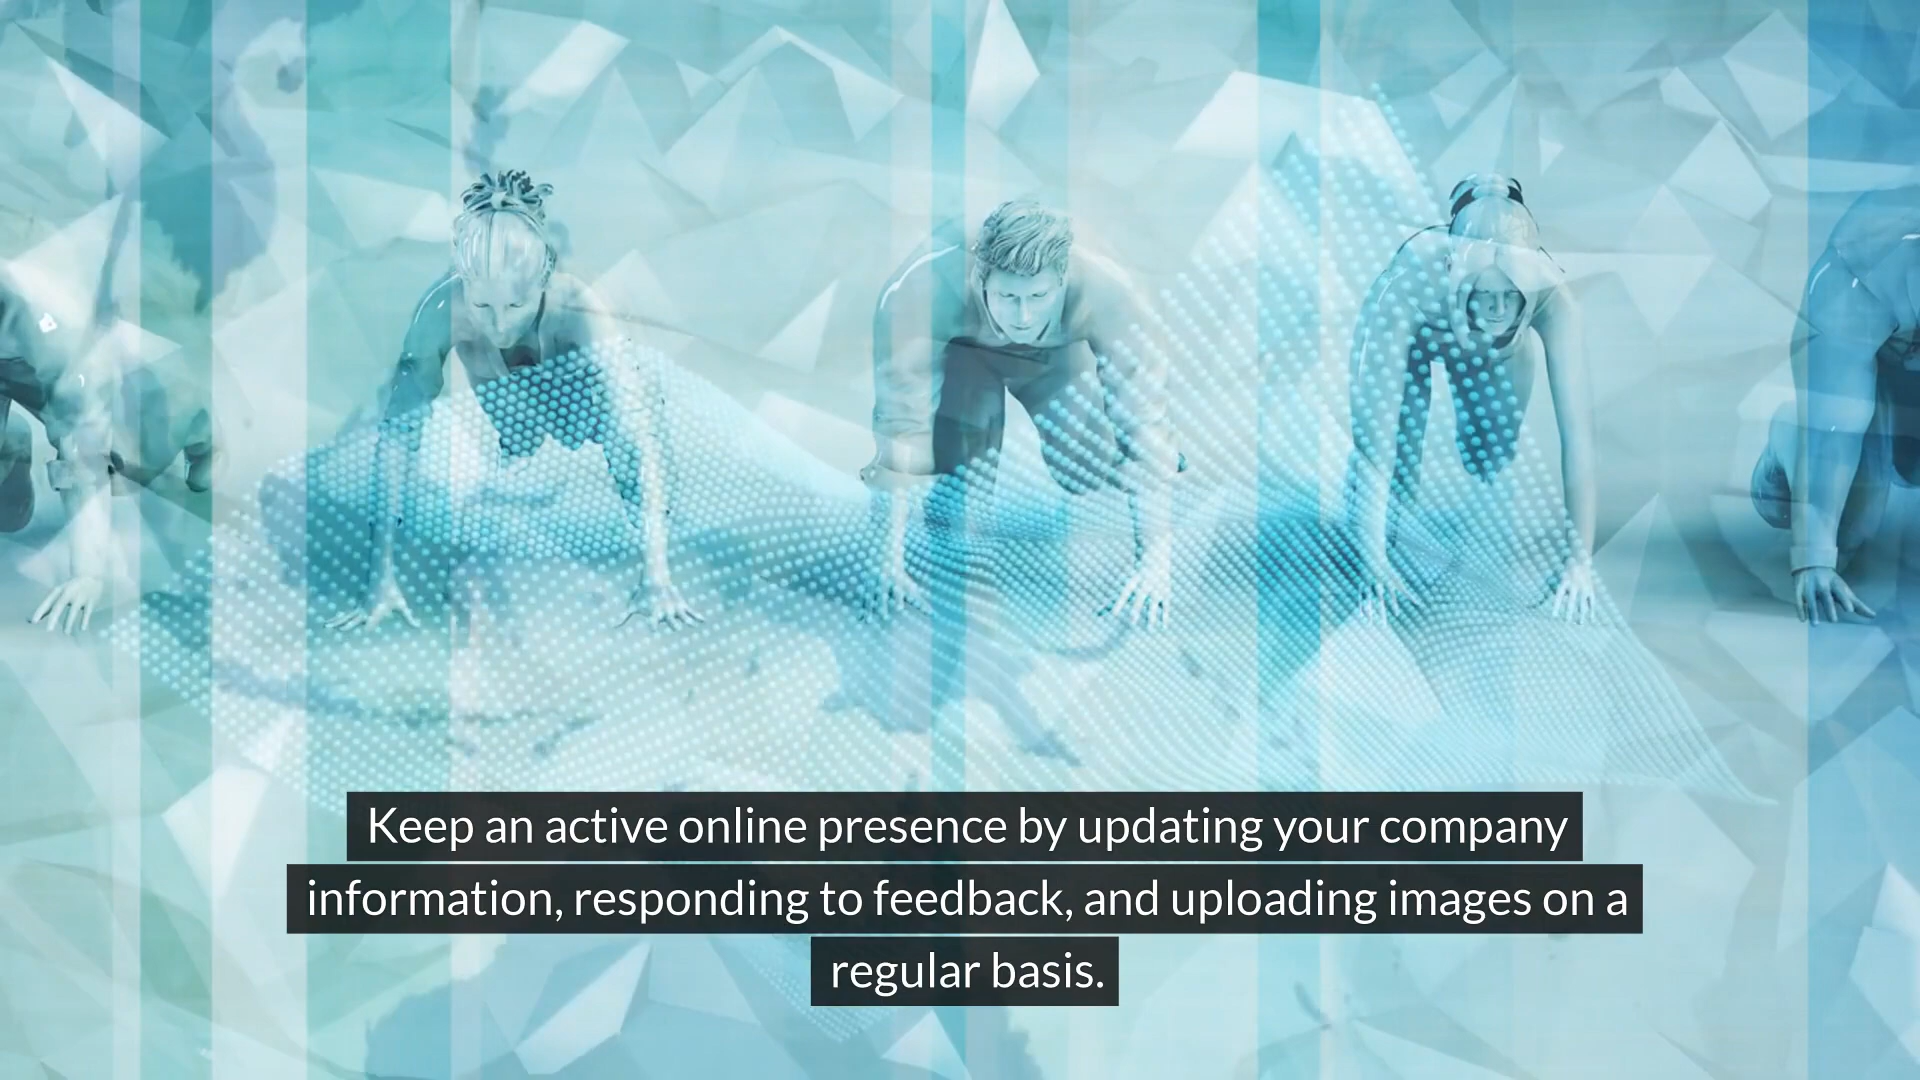 Keep an active online presence by updating your company
information, responding to feedback, and uploading images on a
regular basis.